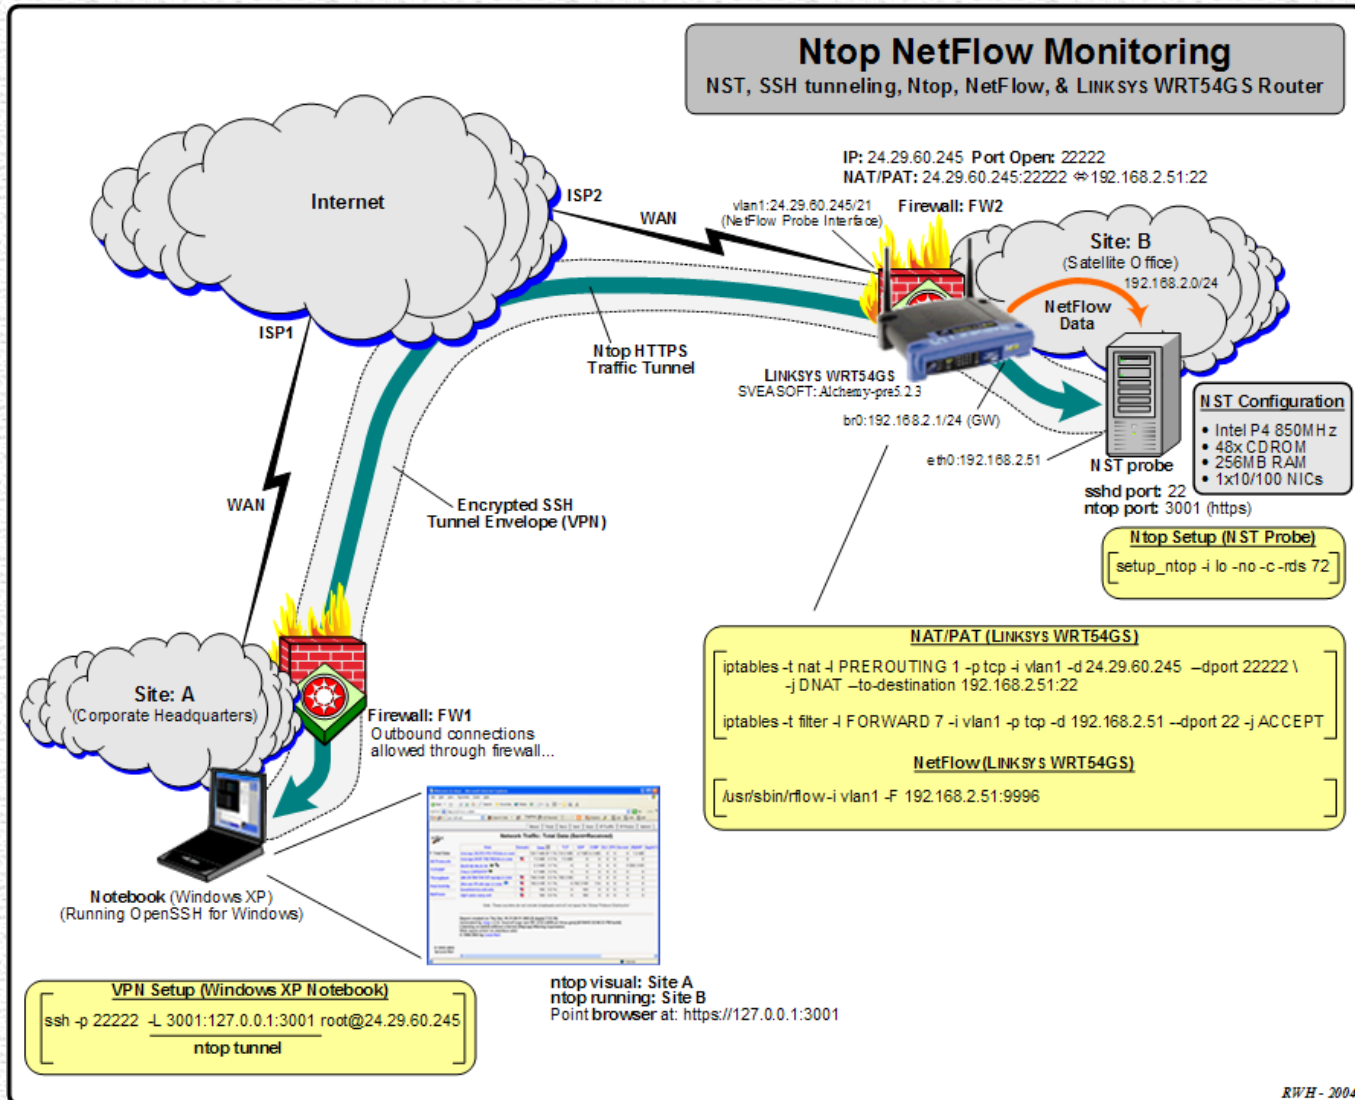 Ntop NetFlow Monitoring
NST, SSH tunneling, Ntop, NetFlow, & LINKSYS WRT54GS Router
IP: 24.29.60.245 Port Open: 22222
NAT/PAT: 24.29.60.245:22222 ⇔192.168.2.51:22
Internet
ISP2
WAN
vlan1:24.29.60.245/21
(NetFlow Probe Interface)
Firewall: FW2
Site: B
(Satellite Office)
192.168.2.0/24
NetFlow
Data
ISP1
Ntop HTTPS
Traffic Tunnel
LINKSYS WRT54GS
SVEASOFT: Alchemy-pre5.2.3
br0:192.168.2.1/24 (GW)
eth0:192.168.2.51
NST probe
sshd port: 22
ntop port: 3001 (https)
NST Configuration
• Intel P4 850MHz
• 48x CDROM
• 256MB RAM
• 1x10/100 NICs
WAN
Encrypted SSH
Tunnel Envelope (VPN)
Ntop Setup (NST Probe)
setup_ntop -i lo -no -c -rds 72
NAT/PAT (LINKSYS WRT54GS)
iptables -t nat -I PREROUTING 1 -p tcp -i vlan1 -d 24.29.60.245 --dport 22222 \
-j DNAT --to-destination 192.168.2.51:22
iptables -t filter -I FORWARD 7 -i vlan1 -p tcp -d 192.168.2.51 --dport 22 -j ACCEPT
NetFlow (LINKSYS WRT54GS)
/usr/sbin/rflow -i vlan1 -F 192.168.2.51:9996
Site: A
(Corporate Headquarters)
Firewall: FW1
Outbound connections
allowed through firewall...
Notebook (Windows XP)
(Running OpenSSH for Windows)
Network Traffic: Total Data (Sent+Received)
ntop visual: Site A
ntop running: Site B
Point browser at: https://127.0.0.1:3001
VPN Setup (Windows XP Notebook)
ssh -p 22222 -L 3001:127.0.0.1:3001 root@24.29.60.245
ntop tunnel
RWH - 2004